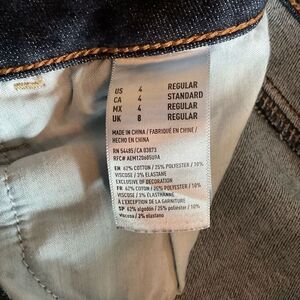 US 4 REGULAR
CA 4 STANDARD
MX 4 REGULAR
UK 8 REGULAR
MADE IN CHINA / FABRIQUÉ EN CHINE /
HECHO EN CHINA
RN 54485/CA 03873
RFC# AEMT20605U9A
EN 62% COTTON / 25% POLYESTER / 10%
VISCOSE / 3% ELASTANE
EXCLUSIVE OF DECORATION
FR 62% COTON / 25% POLYESTER / 10%
VISCOSE / 3% ÉLASTHANNE
À L'EXCEPTION DE LA GARNITURE
SP 62% algodón / 25% poliéster / 10%
viscosa / 3% elastano